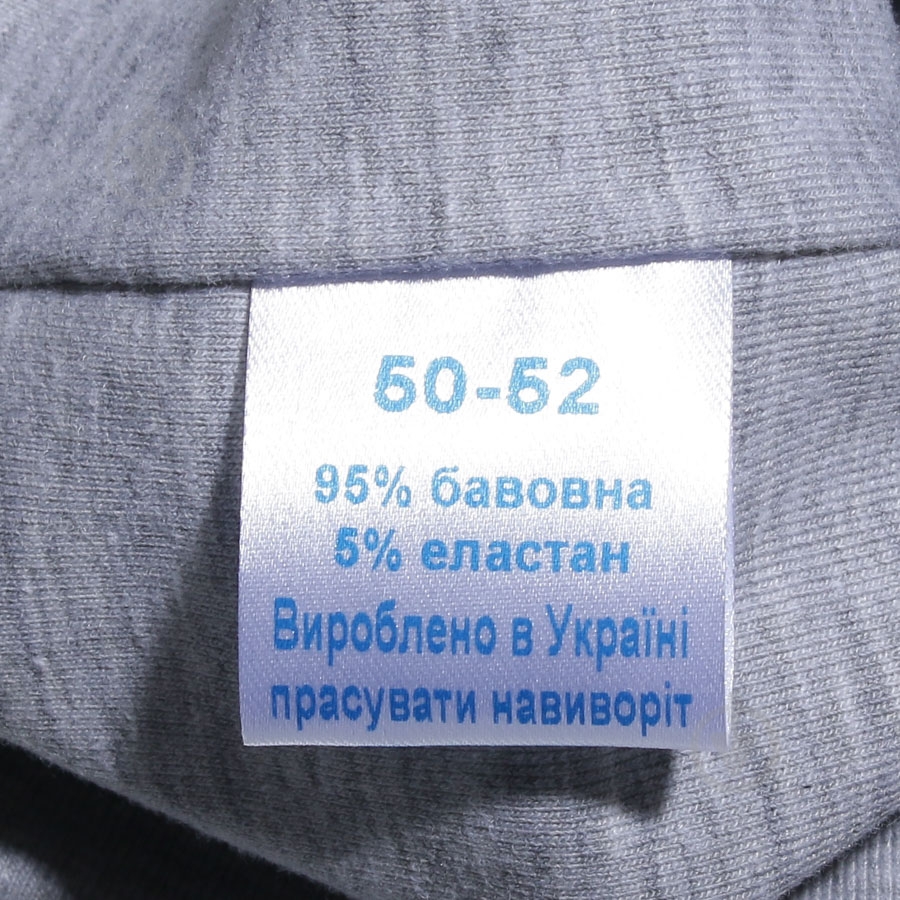 50-52
95% бавовна
5% еластан
Вироблено в Україні
прасувати навиворіт